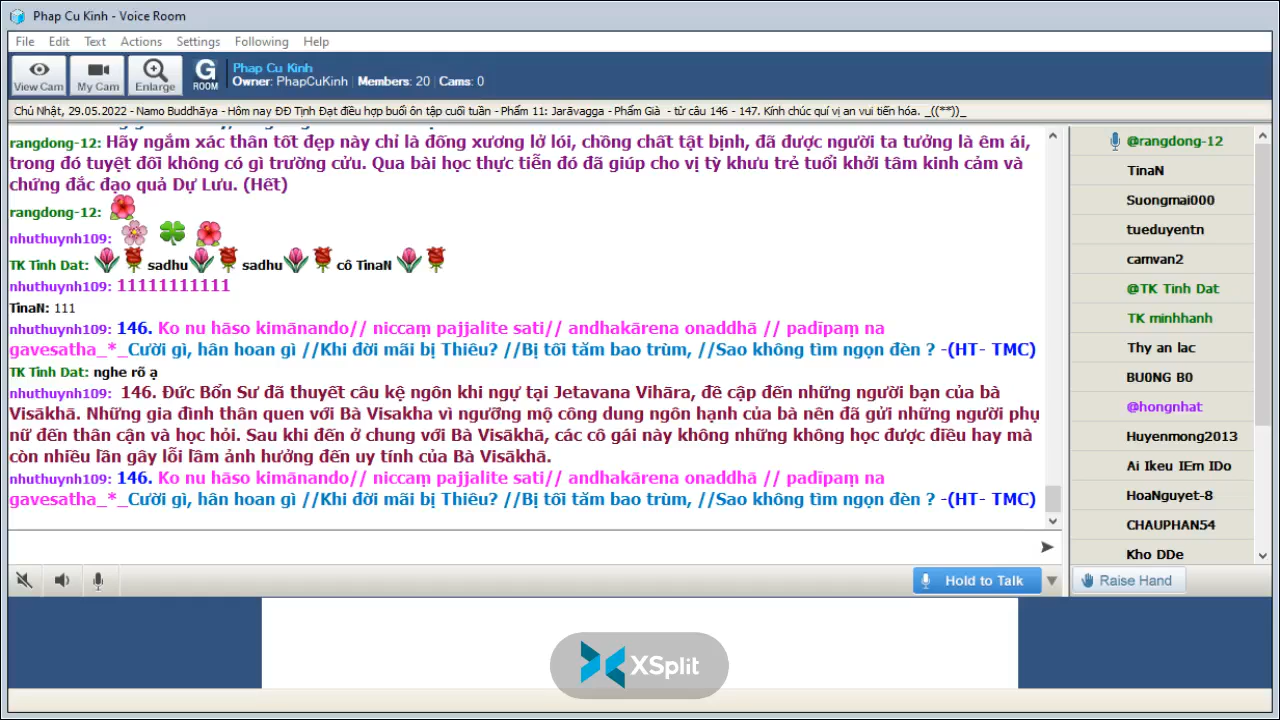 Phap Cu Kinh - Voice Room
File Edit Text Actions Settings Following Help
View Cam My Cam Enlarge G ROOM
Phap Cu Kinh
Owner: PhapCuKinh | Members: 20 | Cams: 0
Chủ Nhật, 29.05.2022 - Namo Buddhāya - Hôm nay ĐĐ Tịnh Đạt điều hợp buổi ôn tập cuối tuần - Phẩm 11: Jarāvagga - Phẩm Già - từ câu 146 - 147. Kính chúc quí vị an vui tiến hóa. _((**))_
rangdong-12: Hãy ngắm xác thân tốt đẹp này chỉ là đống xương lở lói, chồng chất tật bịnh, đã được người ta tưởng là êm ái,
trong đó tuyệt đối không có gì trường cửu. Qua bài học thực tiễn đó đã giúp cho vị tỳ khưu trẻ tuổi khởi tâm kinh cảm và
chứng đắc đạo quả Dự Lưu. (Hết)
rangdong-12:
nhuthuynh109:
TK Tinh Dat: sadhu sadhu cô TinaN
nhuthuynh109: 11111111111
TinaN: 111
nhuthuynh109: 146. Ko nu hāso kimānando// niccaṃ pajjalite sati// andhakārena onaddhā // padīpaṃ na
gavesatha_*_Cười gì, hân hoan gì //Khi đời mãi bị Thiêu? //Bị tối tăm bao trùm, //Sao không tìm ngọn đèn ? -(HT- TMC)
TK Tinh Dat: nghe rõ ạ
nhuthuynh109: 146. Đức Bổn Sư đã thuyết câu kệ ngôn khi ngự tại Jetavana Vihāra, đề cập đến những người bạn của bà
Visākhā. Những gia đình thân quen với Bà Visakha vì ngưỡng mộ công dung ngôn hạnh của bà nên đã gửi những người phụ
nữ đến thân cận và học hỏi. Sau khi đến ở chung với Bà Visākhā, các cô gái này không những không học được điều hay mà
còn nhiều lần gây lỗi lầm ảnh hưởng đến uy tính của Bà Visākhā.
nhuthuynh109: 146. Ko nu hāso kimānando// niccaṃ pajjalite sati// andhakārena onaddhā // padīpaṃ na
gavesatha_*_Cười gì, hân hoan gì //Khi đời mãi bị Thiêu? //Bị tối tăm bao trùm, //Sao không tìm ngọn đèn ? -(HT- TMC)
Hold to Talk
@rangdong-12
TinaN
Suongmai000
tueduyentn
camvan2
@TK Tinh Dat
TK minhhanh
Thy an lac
BU0NG B0
@hongnhat
Huyenmong2013
Ai Ikeu IEm IDo
HoaNguyet-8
CHAUPHAN54
Kho DDe
Raise Hand
XSplit